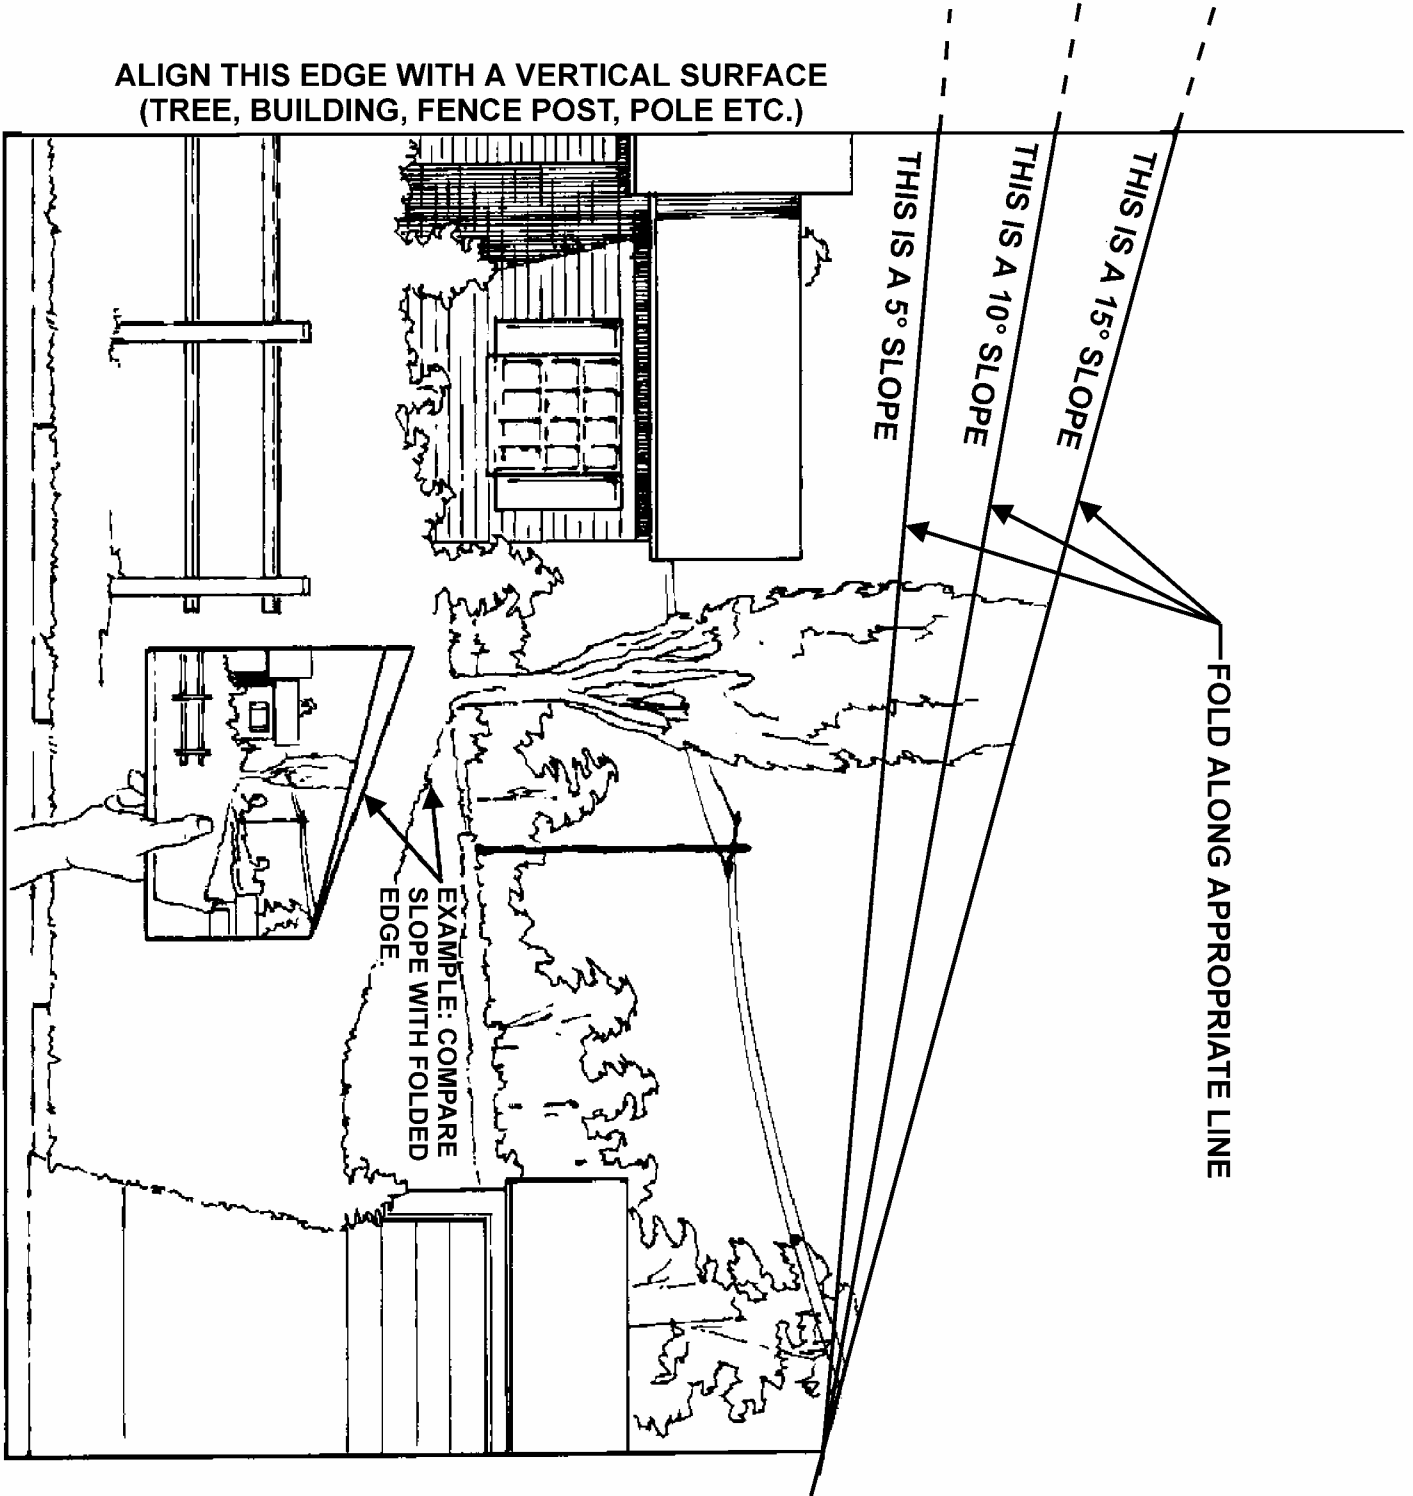 ALIGN THIS EDGE WITH A VERTICAL SURFACE
(TREE, BUILDING, FENCE POST, POLE ETC.)
THIS IS A 5° SLOPE
THIS IS A 10° SLOPE
THIS IS A 15° SLOPE
FOLD ALONG APPROPRIATE LINE
EXAMPLE: COMPARE
SLOPE WITH FOLDED
EDGE.